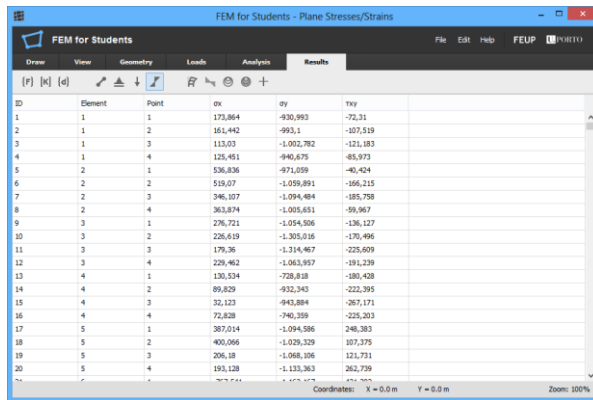 FEM for Students - Plane Stresses/Strains
FEM for Students File Edit Help FEUP U.PORTO
Draw View Geometry Loads Analysis Results
{F} [K] {d}
ID Element Point σx σy τxy
1 1 1 173,864 -930,993 -72,31
2 1 2 161,442 -993,1 -107,519
3 1 3 113,03 -1.002,782 -121,183
4 1 4 125,451 -940,675 -85,973
5 2 1 536,836 -971,059 -40,424
6 2 2 519,07 -1.059,891 -166,215
7 2 3 346,107 -1.094,484 -185,758
8 2 4 363,874 -1.005,651 -59,967
9 3 1 276,721 -1.054,506 -136,127
10 3 2 226,619 -1.305,016 -170,496
11 3 3 179,36 -1.314,467 -225,609
12 3 4 229,462 -1.063,957 -191,239
13 4 1 130,534 -728,818 -180,428
14 4 2 89,829 -932,343 -222,395
15 4 3 32,123 -943,884 -267,171
16 4 4 72,828 -740,359 -225,203
17 5 1 387,014 -1.094,586 248,383
18 5 2 400,066 -1.029,329 107,375
19 5 3 206,18 -1.068,106 121,731
20 5 4 193,128 -1.133,363 262,739
Coordinates: X = 0.0 m Y = 0.0 m Zoom: 100%